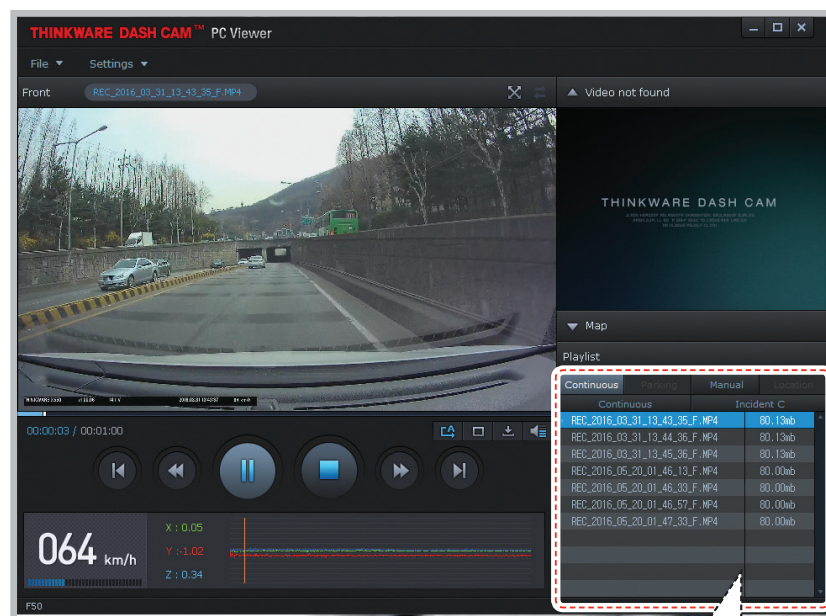 THINKWARE DASH CAM™ PC Viewer
File Settings
Front REC_2016_03_31_13_43_35_F.MP4
Video not found
THINKWARE DASH CAM
Map
Playlist
Continuous Parking Manual Location
Continuous Incident C
REC_2016_03_31_13_43_35_F.MP4 80.13mb
REC_2016_03_31_13_44_36_F.MP4 80.13mb
REC_2016_03_31_13_45_36_F.MP4 80.13mb
REC_2016_05_20_01_46_13_F.MP4 80.00mb
REC_2016_05_20_01_46_33_F.MP4 80.00mb
REC_2016_05_20_01_46_57_F.MP4 80.00mb
REC_2016_05_20_01_47_33_F.MP4 80.00mb
00:00:03 / 00:01:00
064 km/h
X : 0.05
Y :-1.02
Z : 0.34
F50